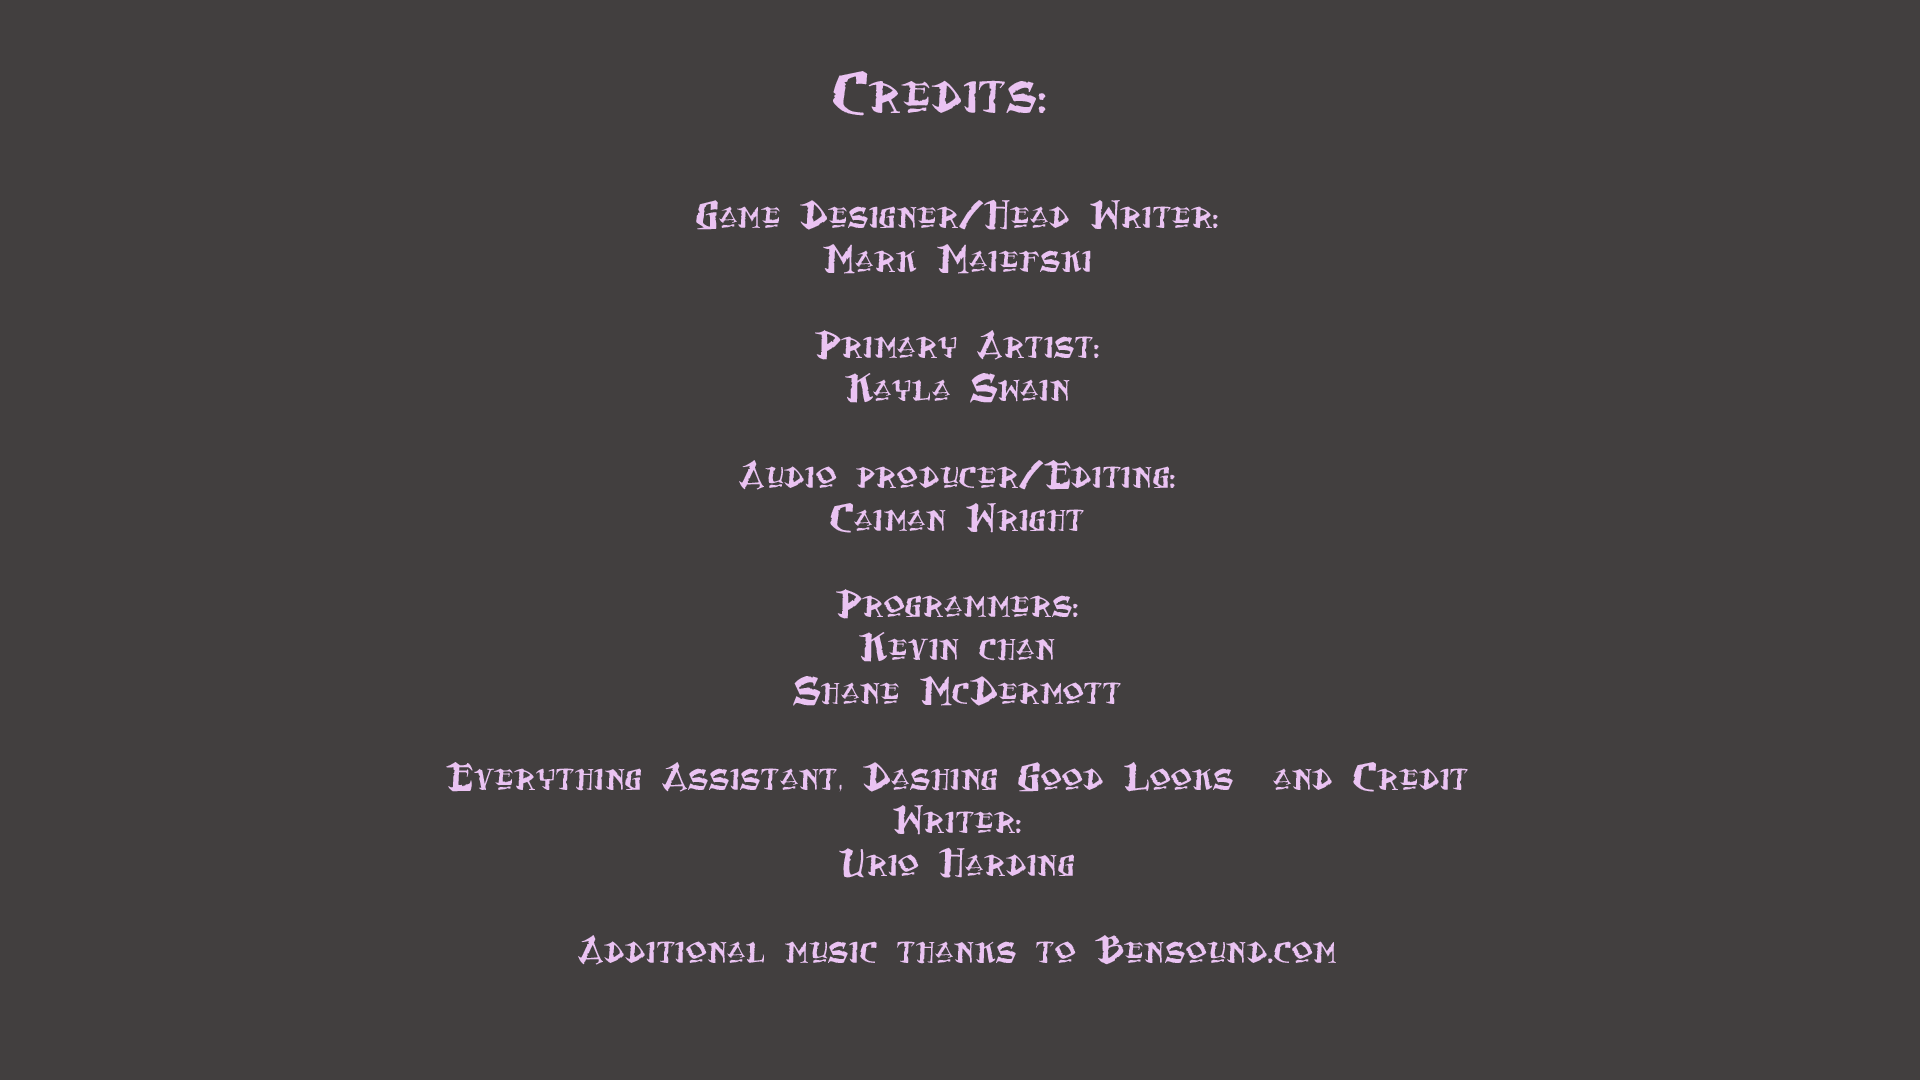 Credits:
Game Designer/Head Writer:
Mark Maiefski
Primary Artist:
Kayla Swain
Audio producer/Editing:
Caiman Wright
Programmers:
Kevin chan
Shane McDermott
Everything Assistant, Dashing Good Looks  and Credit
Writer:
Urio Harding
Additional music thanks to Bensound.com